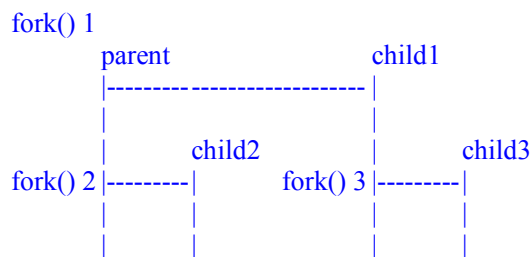 fork() 1
parent child1
|----------------------------- |
| |
| child2 | child3
fork() 2 |---------| fork() 3 |---------|
| | | |
| | | |